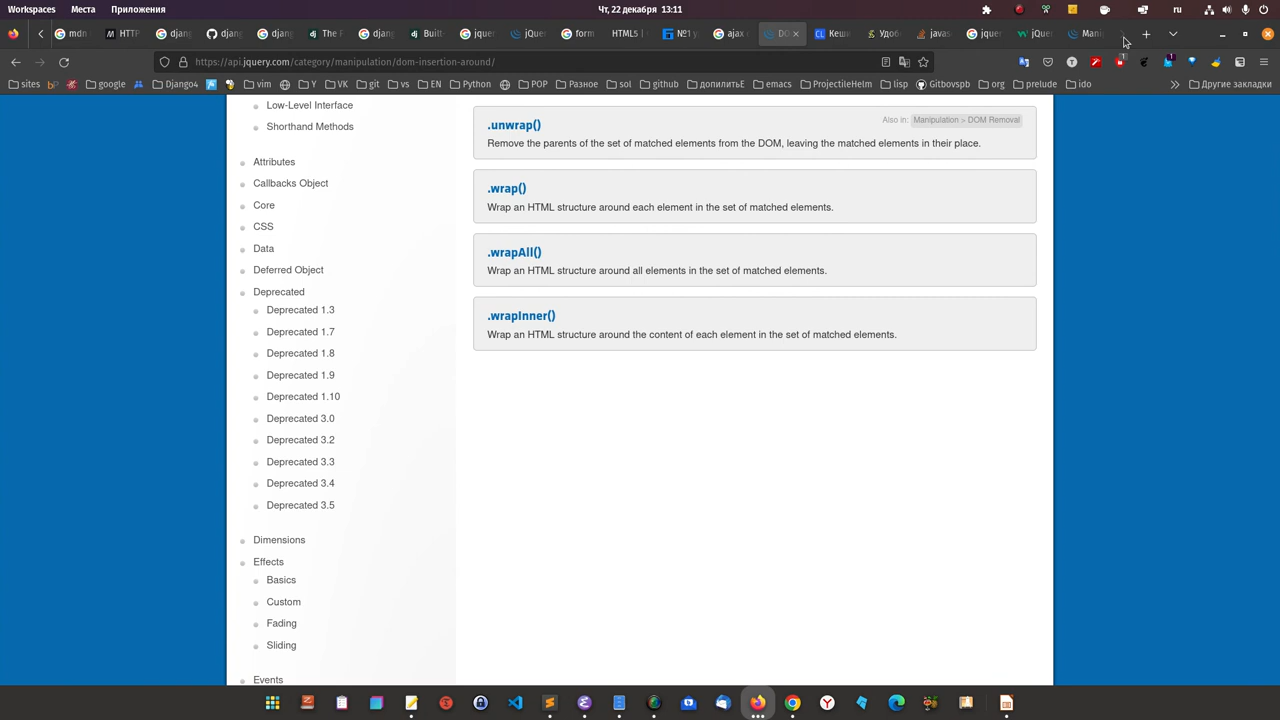 Workspaces Места Приложения Чт, 22 декабря 13:11 ru
mdn HTTP djang djang djang The F djang Built- jquer jQue form HTML5 №1 у ajax DO Кеш Удоб javas jquer jQuer Mani
https://api.jquery.com/category/manipulation/dom-insertion-around/
sites google Django4 vim git vs EN Python POP Разное sol github допилитьЕ emacs ProjectileHelm lisp Gitbovspb org prelude ido Другие закладки
Low-Level Interface
Shorthand Methods
Attributes
Callbacks Object
Core
CSS
Data
Deferred Object
Deprecated
Deprecated 1.3
Deprecated 1.7
Deprecated 1.8
Deprecated 1.9
Deprecated 1.10
Deprecated 3.0
Deprecated 3.2
Deprecated 3.3
Deprecated 3.4
Deprecated 3.5
Dimensions
Effects
Basics
Custom
Fading
Sliding
Events
.unwrap() Also in: Manipulation > DOM Removal
Remove the parents of the set of matched elements from the DOM, leaving the matched elements in their place.
.wrap()
Wrap an HTML structure around each element in the set of matched elements.
.wrapAll()
Wrap an HTML structure around all elements in the set of matched elements.
.wrapInner()
Wrap an HTML structure around the content of each element in the set of matched elements.